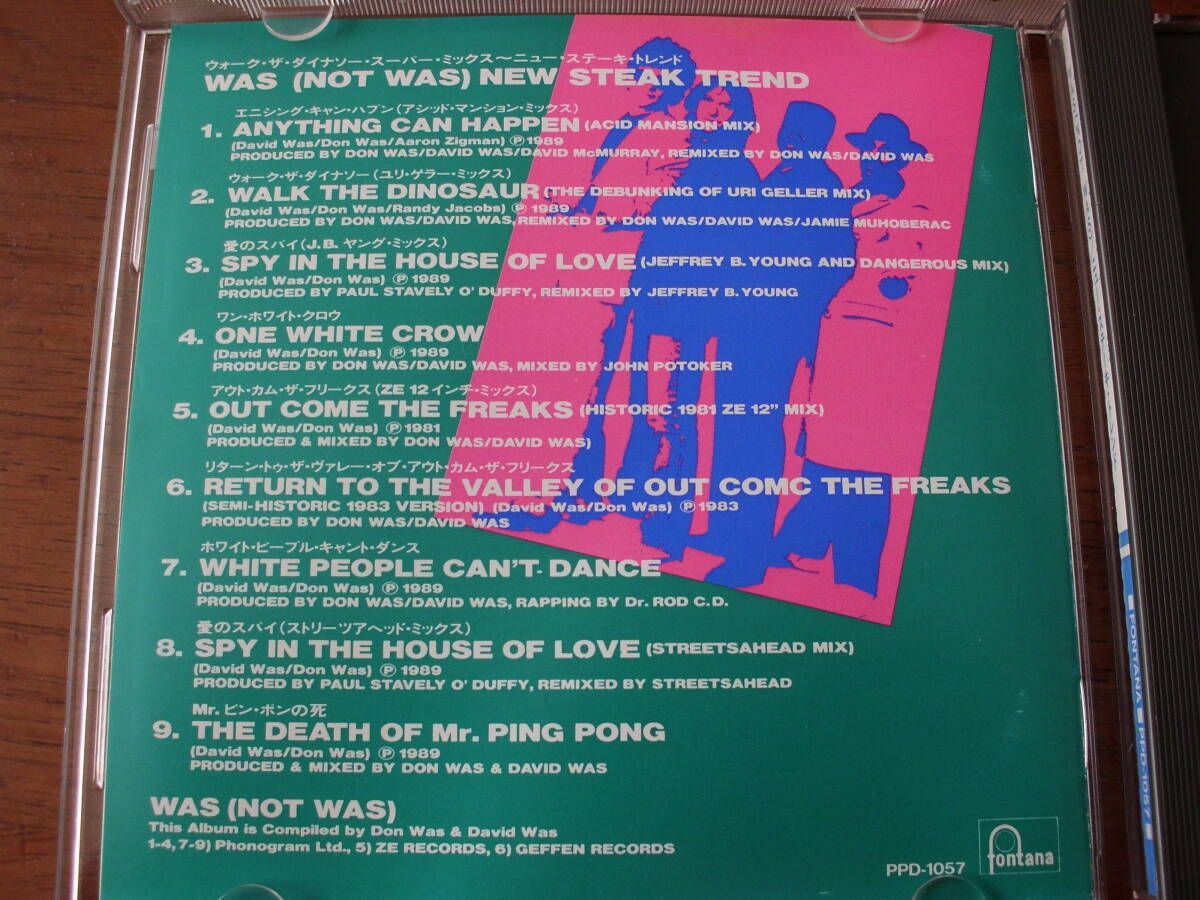 ウォーク・ザ・ダイナソー・スーパー・ミックス〜ニュー・ステーキ・トレンド
WAS (NOT WAS) NEW STEAK TREND
エニシング・キャン・ハプン(アシッド・マンション・ミックス)
1. ANYTHING CAN HAPPEN (ACID MANSION MIX)
(David Was/Don Was/Aaron Zigman) Ⓟ1989
PRODUCED BY DON WAS/DAVID WAS/DAVID McMURRAY, REMIXED BY DON WAS/DAVID WAS
ウォーク・ザ・ダイナソー(ユリ・ゲラー・ミックス)
2. WALK THE DINOSAUR (THE DEBUNKING OF URI GELLER MIX)
(David Was/Don Was/Randy Jacobs) Ⓟ1989
PRODUCED BY DON WAS/DAVID WAS, REMIXED BY DON WAS/DAVID WAS/JAMIE MUHOBERAC
愛のスパイ(J.B. ヤング・ミックス)
3. SPY IN THE HOUSE OF LOVE (JEFFREY B. YOUNG AND DANGEROUS MIX)
(David Was/Don Was) Ⓟ1989
PRODUCED BY PAUL STAVELY O' DUFFY, REMIXED BY JEFFREY B. YOUNG
ワン・ホワイト・クロウ
4. ONE WHITE CROW
(David Was/Don Was) Ⓟ1989
PRODUCED BY DON WAS/DAVID WAS, MIXED BY JOHN POTOKER
アウト・カム・ザ・フリークス(ZE 12インチ・ミックス)
5. OUT COME THE FREAKS (HISTORIC 1981 ZE 12" MIX)
(David Was/Don Was) Ⓟ1981
PRODUCED & MIXED BY DON WAS/DAVID WAS)
リターン・トゥ・ザ・ヴァレー・オブ・アウト・カム・ザ・フリークス
6. RETURN TO THE VALLEY OF OUT COMC THE FREAKS
(SEMI-HISTORIC 1983 VERSION) (David Was/Don Was) Ⓟ1983
PRODUCED BY DON WAS/DAVID WAS
ホワイト・ピープル・キャント・ダンス
7. WHITE PEOPLE CAN'T DANCE
(David Was/Don Was) Ⓟ1989
PRODUCED BY DON WAS/DAVID WAS, RAPPING BY Dr. ROD C.D.
愛のスパイ(ストリーツアヘッド・ミックス)
8. SPY IN THE HOUSE OF LOVE (STREETSAHEAD MIX)
(David Was/Don Was) Ⓟ1989
PRODUCED BY PAUL STAVELY O' DUFFY, REMIXED BY STREETSAHEAD
Mr. ピン・ポンの死
9. THE DEATH OF Mr. PING PONG
(David Was/Don Was) Ⓟ1989
PRODUCED & MIXED BY DON WAS & DAVID WAS
WAS (NOT WAS)
This Album is Compiled by Don Was & David Was
1-4, 7-9) Phonogram Ltd., 5) ZE RECORDS, 6) GEFFEN RECORDS
PPD-1057
fontana
■FONTANA■PPD-1057